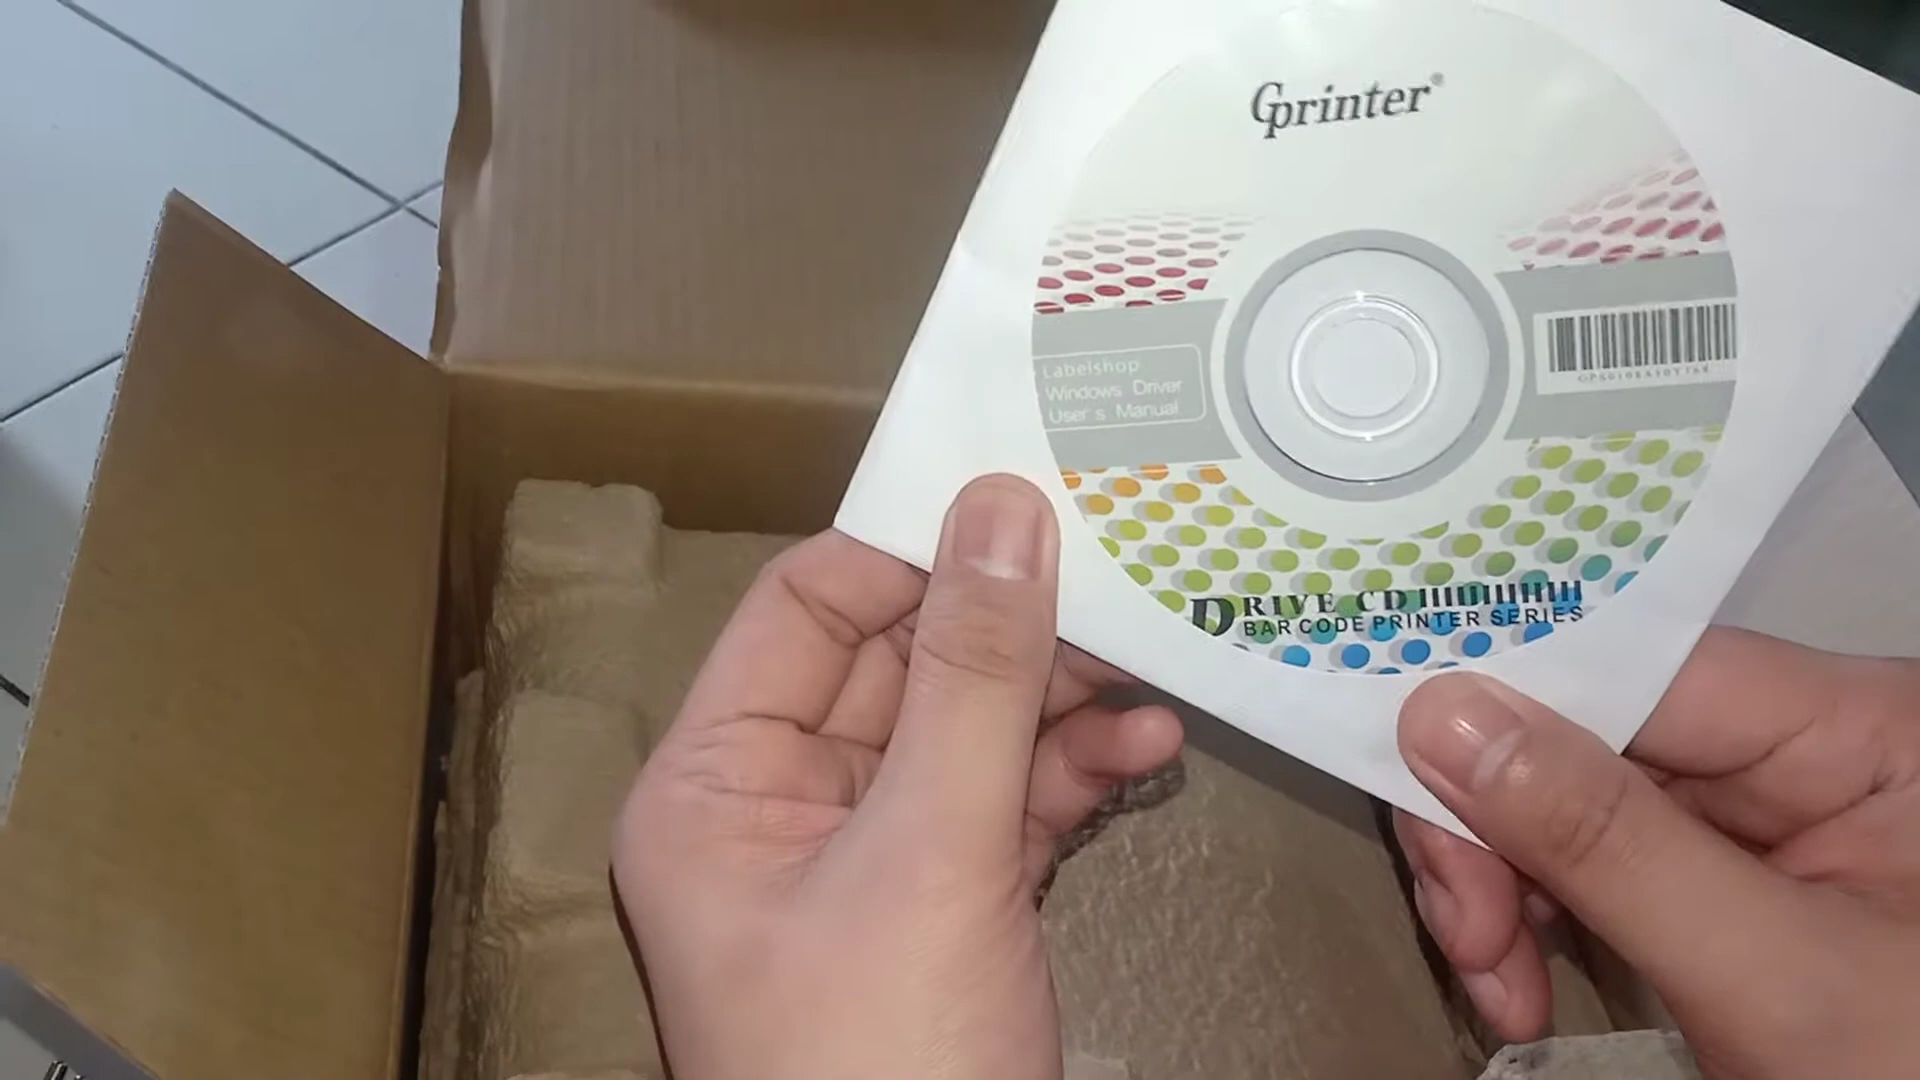 Gprinter®
Labelshop
Windows Driver
User's Manual
DRIVE CD
BAR CODE PRINTER SERIES